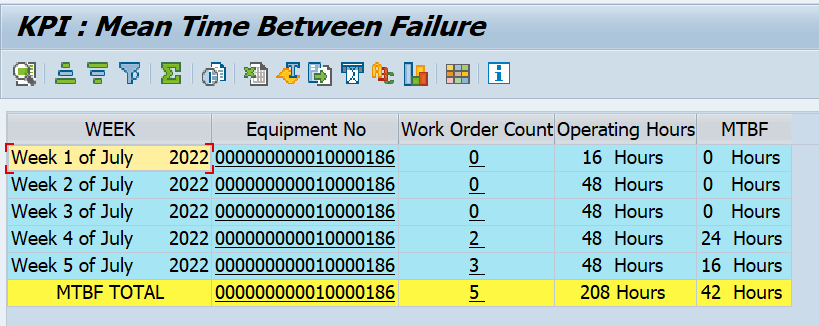 KPI : Mean Time Between Failure
WEEK Equipment No Work Order Count Operating Hours MTBF
Week 1 of July 2022 000000000010000186 0 16 Hours 0 Hours
Week 2 of July 2022 000000000010000186 0 48 Hours 0 Hours
Week 3 of July 2022 000000000010000186 0 48 Hours 0 Hours
Week 4 of July 2022 000000000010000186 2 48 Hours 24 Hours
Week 5 of July 2022 000000000010000186 3 48 Hours 16 Hours
MTBF TOTAL 000000000010000186 5 208 Hours 42 Hours